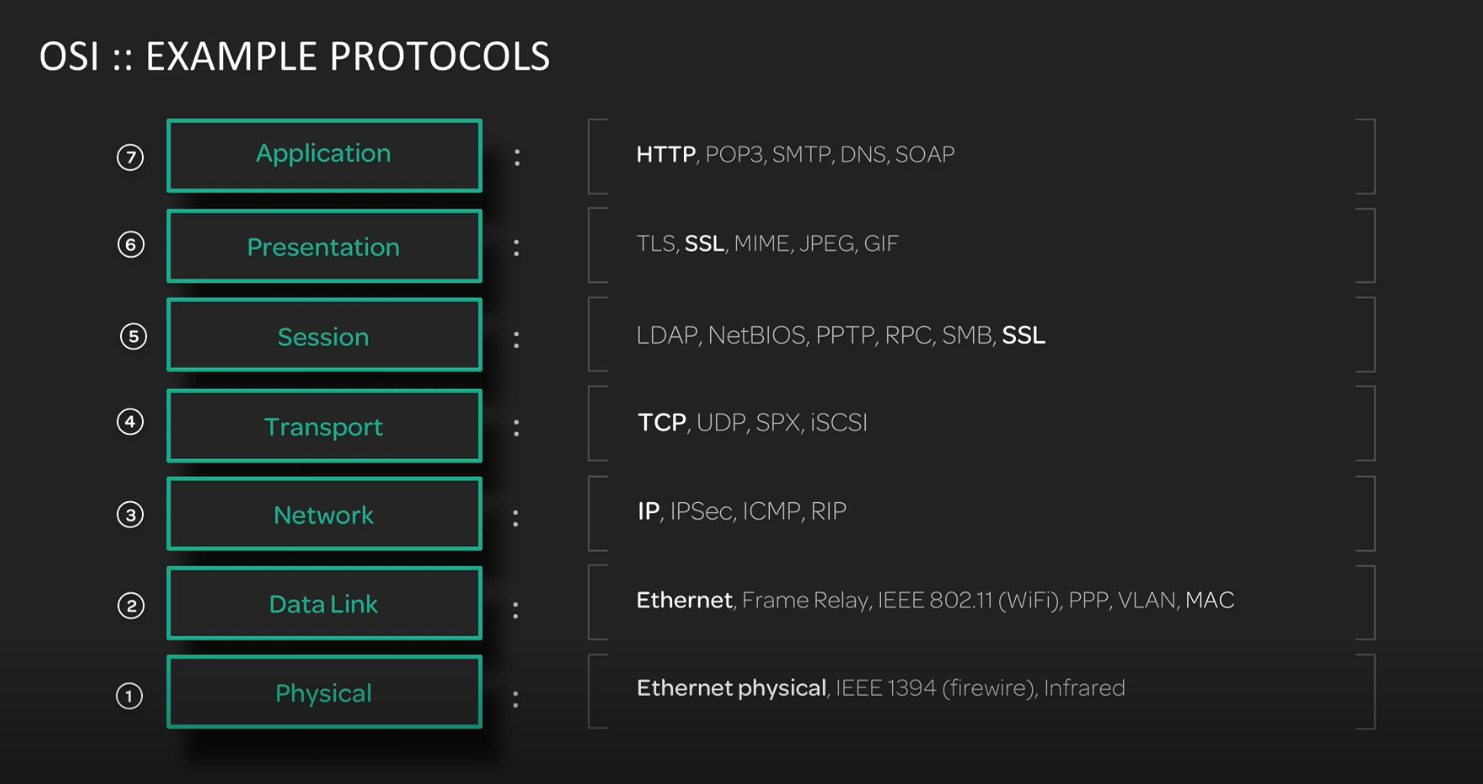 OSI :: EXAMPLE PROTOCOLS
7 Application : HTTP, POP3, SMTP, DNS, SOAP
6 Presentation : TLS, SSL, MIME, JPEG, GIF
5 Session : LDAP, NetBIOS, PPTP, RPC, SMB, SSL
4 Transport : TCP, UDP, SPX, iSCSI
3 Network : IP, IPSec, ICMP, RIP
2 Data Link : Ethernet, Frame Relay, IEEE 802.11 (WiFi), PPP, VLAN, MAC
1 Physical : Ethernet physical, IEEE 1394 (firewire), Infrared